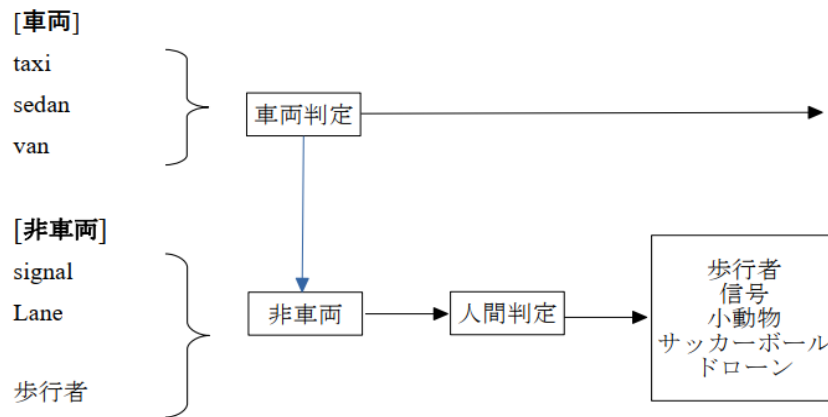 [車両]
taxi
sedan
van
車両判定
[非車両]
signal
Lane
歩行者
非車両
人間判定
歩行者
信号
小動物
サッカーボール
ドローン